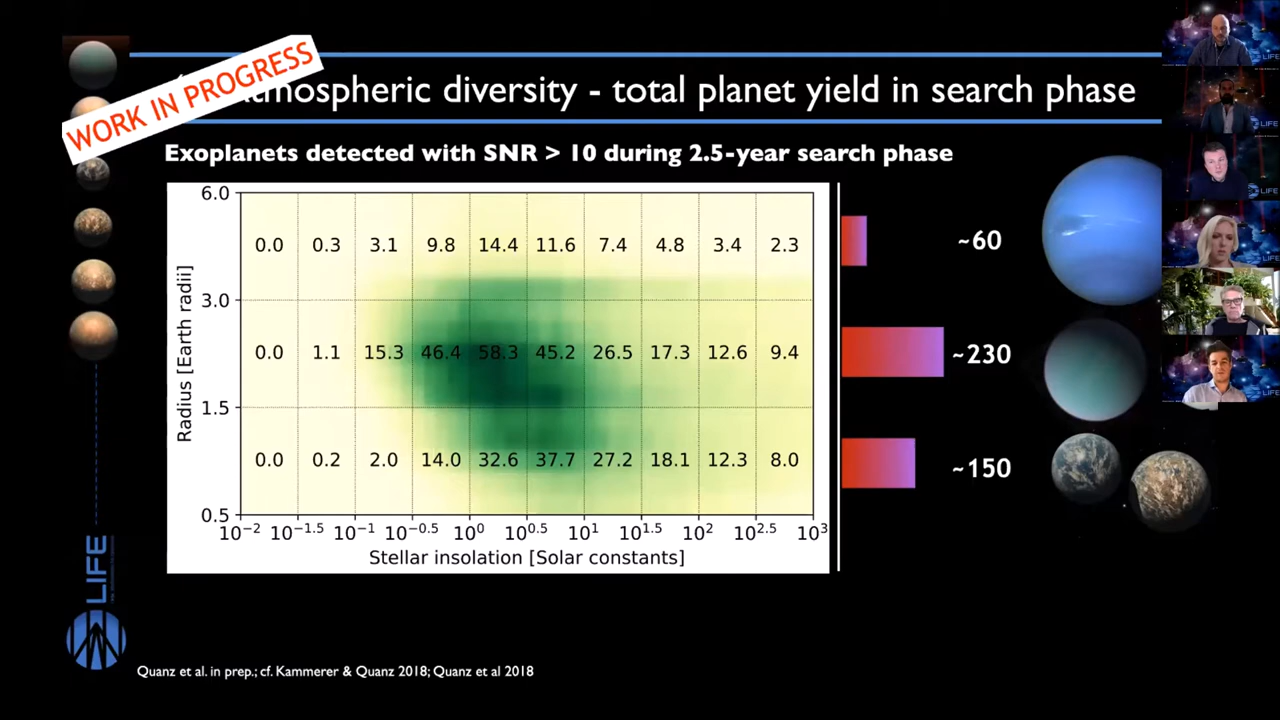 WORK IN PROGRESS
atmospheric diversity - total planet yield in search phase
Exoplanets detected with SNR > 10 during 2.5-year search phase
6.0
0.0 0.3 3.1 9.8 14.4 11.6 7.4 4.8 3.4 2.3
~60
3.0
0.0 1.1 15.3 46.4 58.3 45.2 26.5 17.3 12.6 9.4
~230
1.5
0.0 0.2 2.0 14.0 32.6 37.7 27.2 18.1 12.3 8.0
~150
0.5
Radius [Earth radii]
10⁻² 10⁻¹·⁵ 10⁻¹ 10⁻⁰·⁵ 10⁰ 10⁰·⁵ 10¹ 10¹·⁵ 10² 10²·⁵ 10³
Stellar insolation [Solar constants]
LIFE
Quanz et al. in prep.; cf. Kammerer & Quanz 2018; Quanz et al 2018
LIFE
LIFE
LIFE
LIFE
LIFE